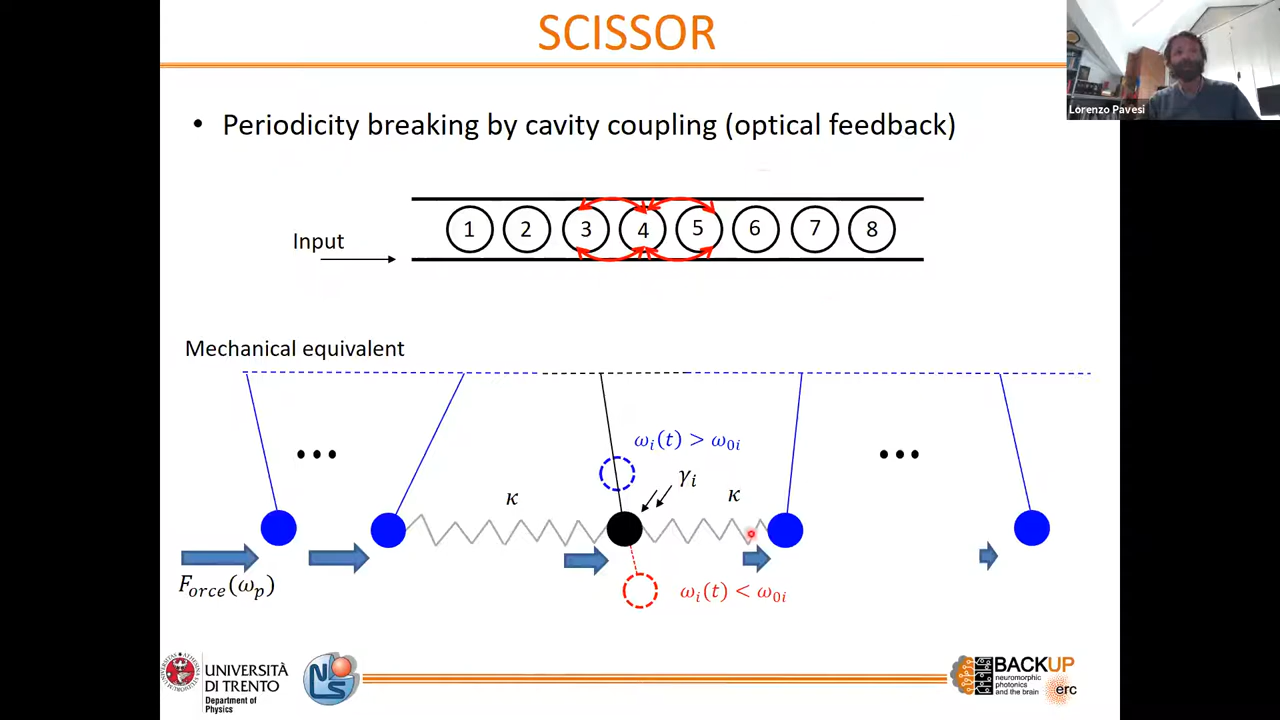 SCISSOR
Lorenzo Pavesi
• Periodicity breaking by cavity coupling (optical feedback)
Input
1 2 3 4 5 6 7 8
Mechanical equivalent
ω_i(t) > ω_0i
γ_i
κ κ
F_orce(ω_p)
ω_i(t) < ω_0i
UNIVERSITÀ
DI TRENTO
Department of
Physics
BACKUP
neuromorphic
photonics
and the brain
erc